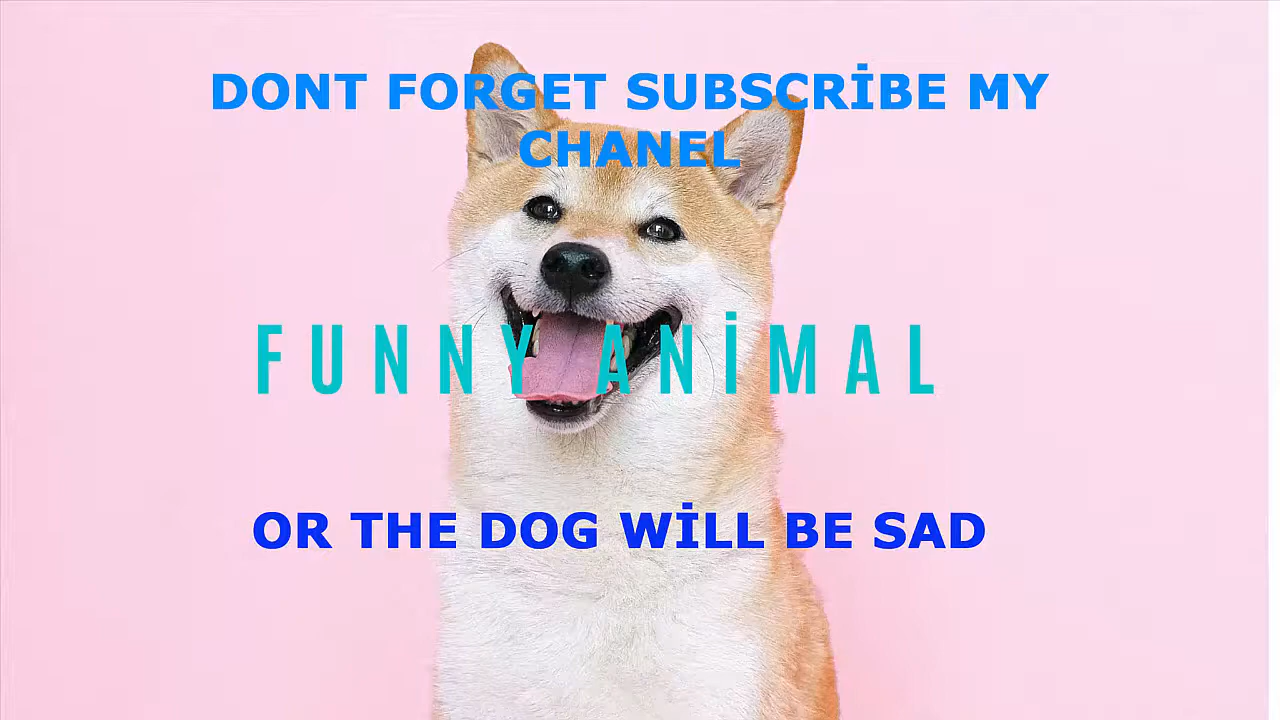 DONT FORGET SUBSCRİBE MY
CHANEL
FUNNY ANİMAL
OR THE DOG WİLL BE SAD